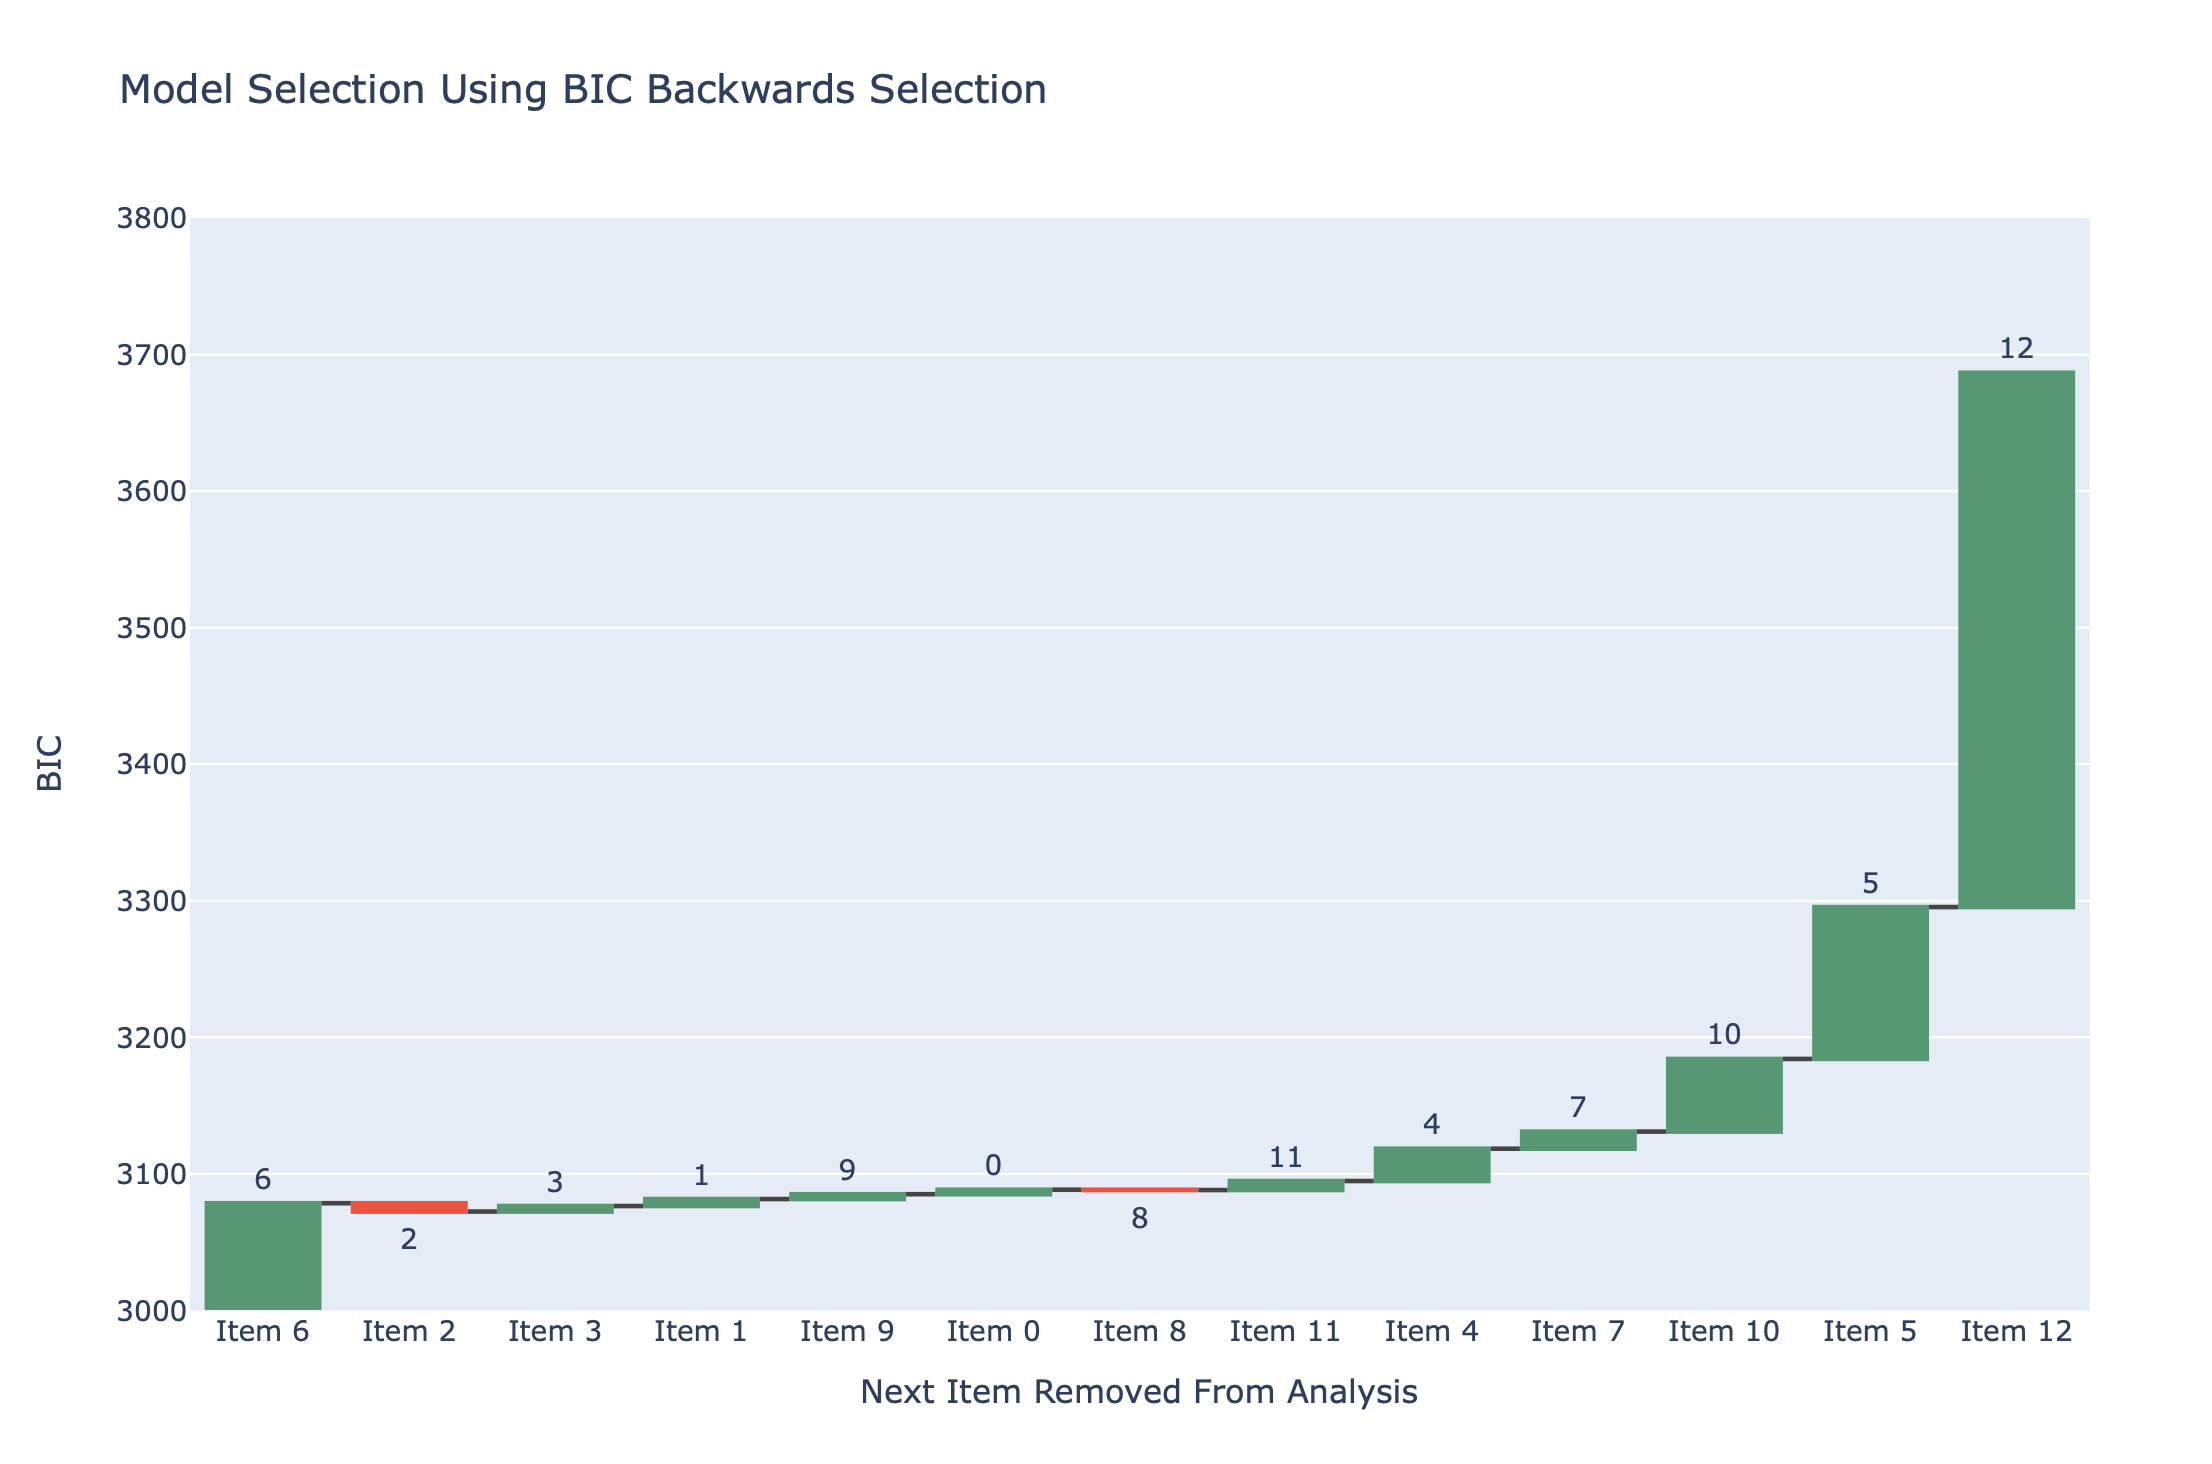 Model Selection Using BIC Backwards Selection
3800
3700
3600
3500
3400
3300
3200
3100
3000
BIC
6
2
3
1
9
0
8
11
4
7
10
5
12
Item 6
Item 2
Item 3
Item 1
Item 9
Item 0
Item 8
Item 11
Item 4
Item 7
Item 10
Item 5
Item 12
Next Item Removed From Analysis